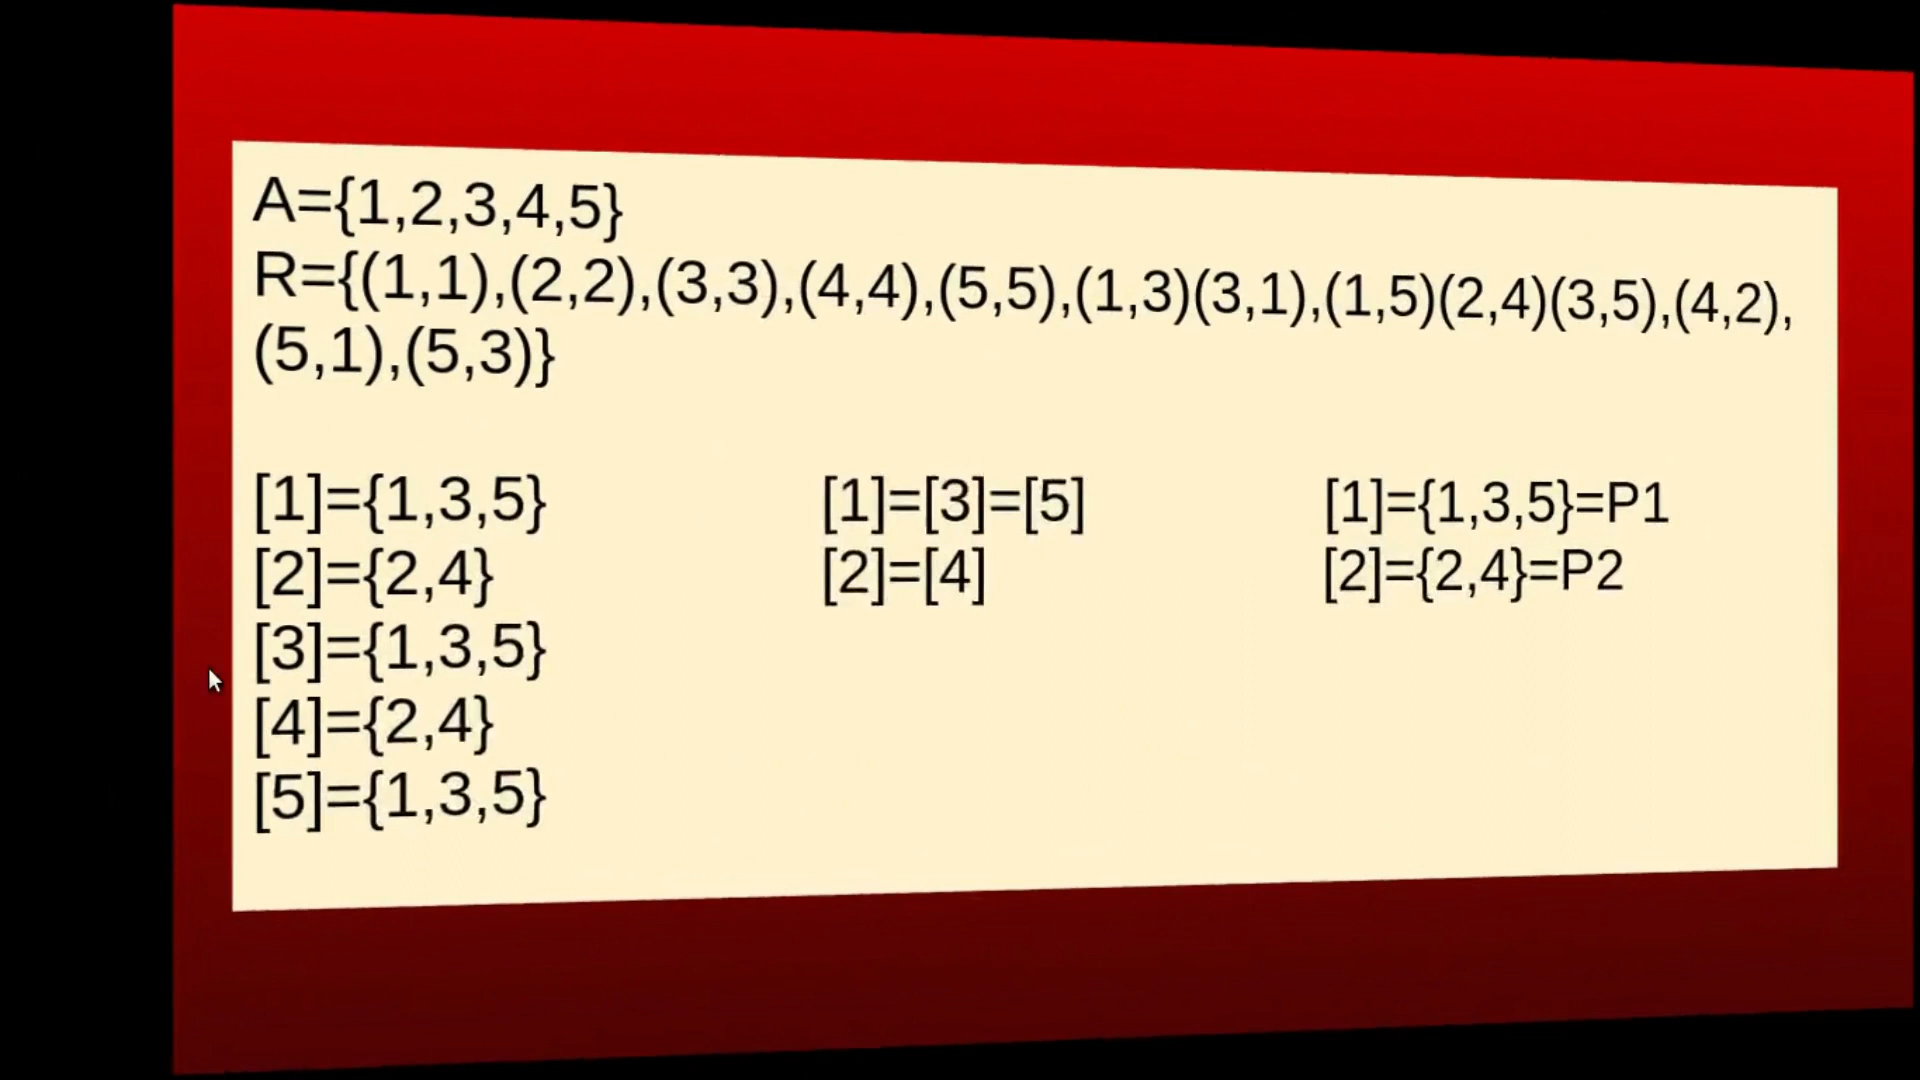 A={1,2,3,4,5}
R={(1,1),(2,2),(3,3),(4,4),(5,5),(1,3)(3,1),(1,5)(2,4)(3,5),(4,2),
(5,1),(5,3)}
[1]={1,3,5}
[2]={2,4}
[3]={1,3,5}
[4]={2,4}
[5]={1,3,5}
[1]=[3]=[5]
[2]=[4]
[1]={1,3,5}=P1
[2]={2,4}=P2